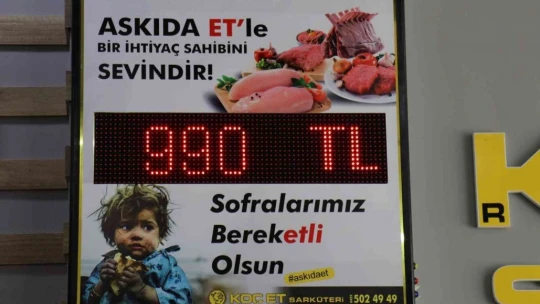 ASKIDA ET'le
BİR İHTİYAÇ SAHİBİNİ
SEVİNDİR!
990 TL
Sofralarımız
Bereketli
Olsun
#askıdaet
KOÇ ET SARKÜTERİ 502 49 49
K
R
S